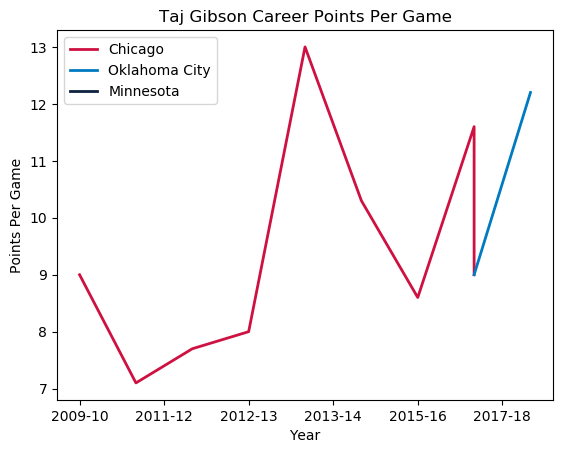 Taj Gibson Career Points Per Game
Chicago
Oklahoma City
Minnesota
Points Per Game
13
12
11
10
9
8
7
2009-10
2011-12
2012-13
2013-14
2015-16
2017-18
Year